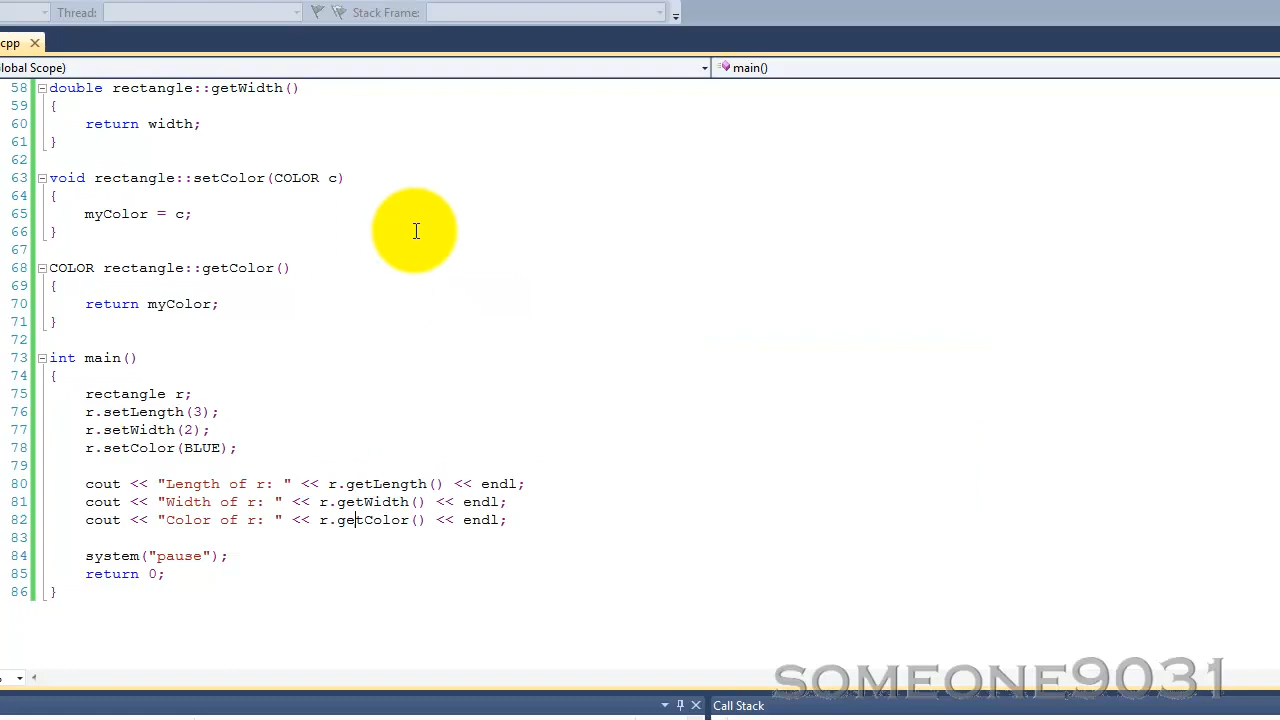 Thread: Stack Frame:
cpp
lobal Scope) main()
58 double rectangle::getWidth()
59 {
60 return width;
61 }
62
63 void rectangle::setColor(COLOR c)
64 {
65 myColor = c;
66 }
67
68 COLOR rectangle::getColor()
69 {
70 return myColor;
71 }
72
73 int main()
74 {
75 rectangle r;
76 r.setLength(3);
77 r.setWidth(2);
78 r.setColor(BLUE);
79
80 cout << "Length of r: " << r.getLength() << endl;
81 cout << "Width of r: " << r.getWidth() << endl;
82 cout << "Color of r: " << r.getColor() << endl;
83
84 system("pause");
85 return 0;
86 }
SOMEONE9031
Call Stack